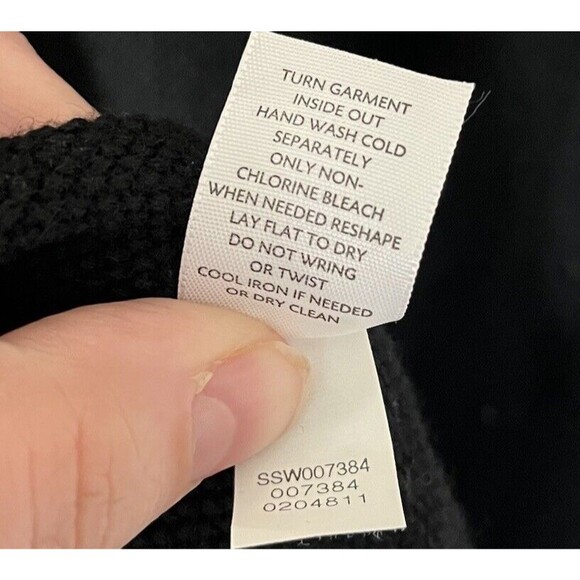 TURN GARMENT
INSIDE OUT
HAND WASH COLD
SEPARATELY
ONLY NON-
CHLORINE BLEACH
WHEN NEEDED RESHAPE
LAY FLAT TO DRY
DO NOT WRING
OR TWIST
COOL IRON IF NEEDED
OR DRY CLEAN
SSW007384
007384
0204811